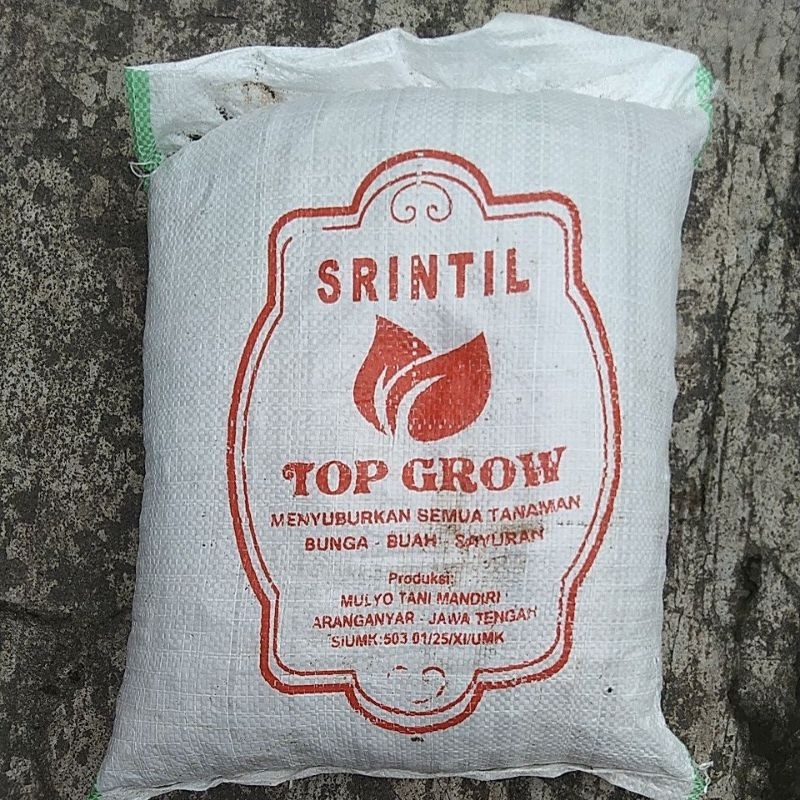 SRINTIL
TOP GROW
MENYUBURKAN SEMUA TANAMAN
BUNGA - BUAH - SAYURAN
Produksi:
MULYO TANI MANDIRI
ARANGANYAR - JAWA TENGAH
SIUMK:503 01/25/XI/UMK